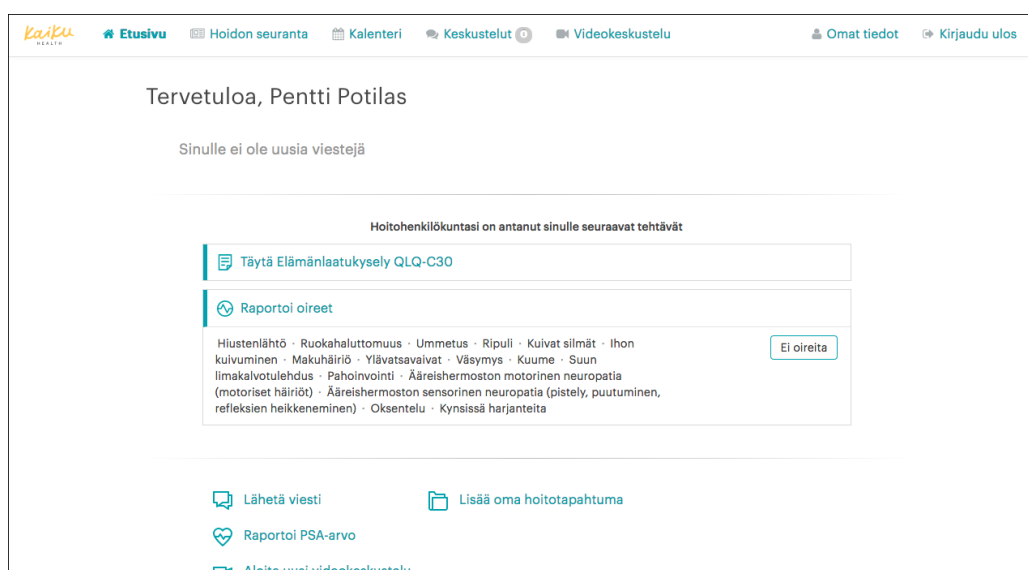 Kaiku
HEALTH
Etusivu
Hoidon seuranta
Kalenteri
Keskustelut 0
Videokeskustelu
Omat tiedot
Kirjaudu ulos
Tervetuloa, Pentti Potilas
Sinulle ei ole uusia viestejä
Hoitohenkilökuntasi on antanut sinulle seuraavat tehtävät
Täytä Elämänlaatukysely QLQ-C30
Raportoi oireet
Hiustenlähtö · Ruokahaluttomuus · Ummetus · Ripuli · Kuivat silmät · Ihon
kuivuminen · Makuhäiriö · Ylävatsavaivat · Väsymys · Kuume · Suun
limakalvotulehdus · Pahoinvointi · Ääreishermoston motorinen neuropatia
(motoriset häiriöt) · Ääreishermoston sensorinen neuropatia (pistely, puutuminen,
refleksien heikkeneminen) · Oksentelu · Kynsissä harjanteita
Ei oireita
Lähetä viesti
Lisää oma hoitotapahtuma
Raportoi PSA-arvo
Aloita uusi videokeskustelu